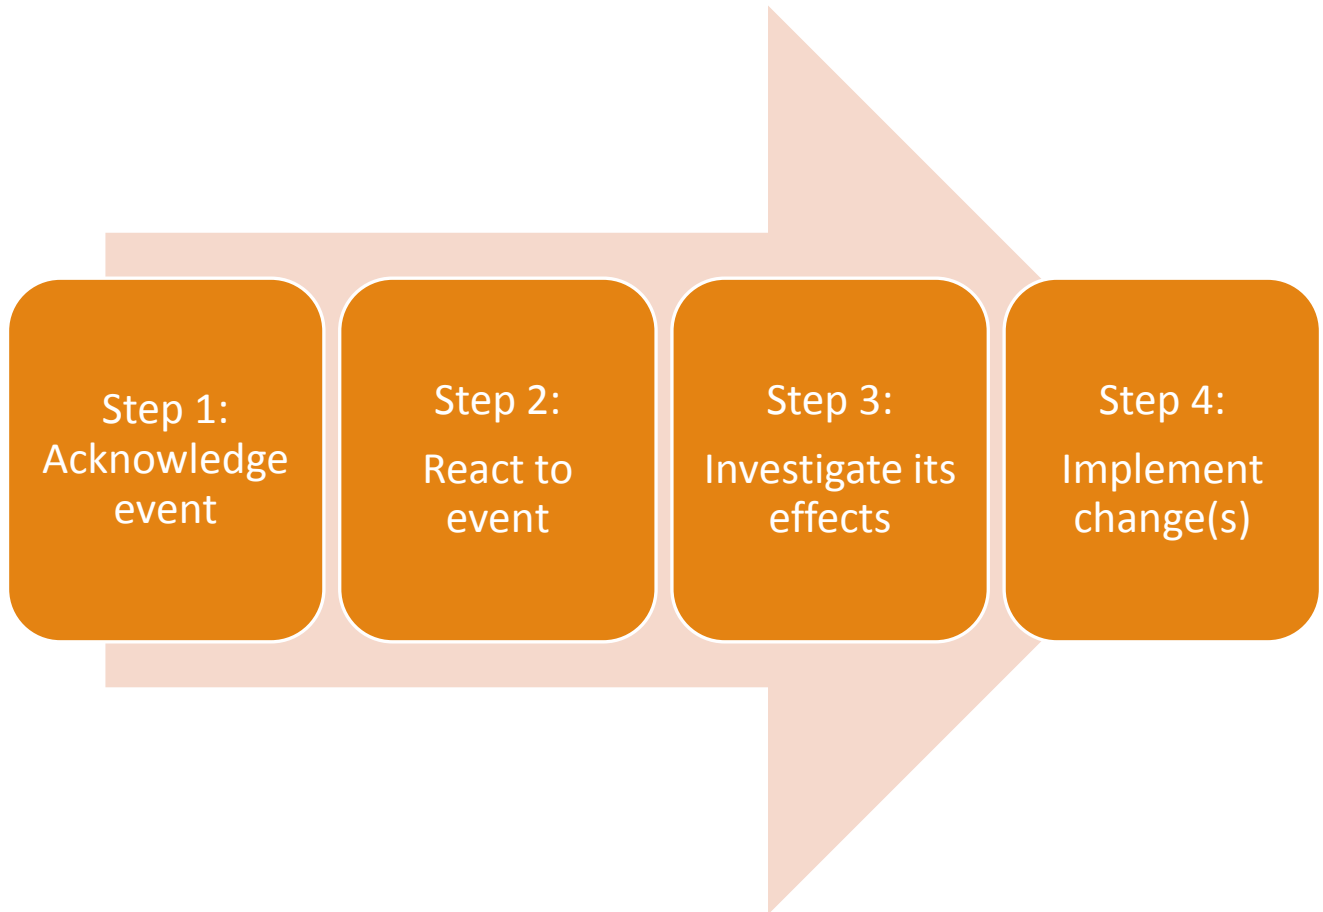 Step 1:
Acknowledge
event
Step 2:
React to
event
Step 3:
Investigate its
effects
Step 4:
Implement
change(s)